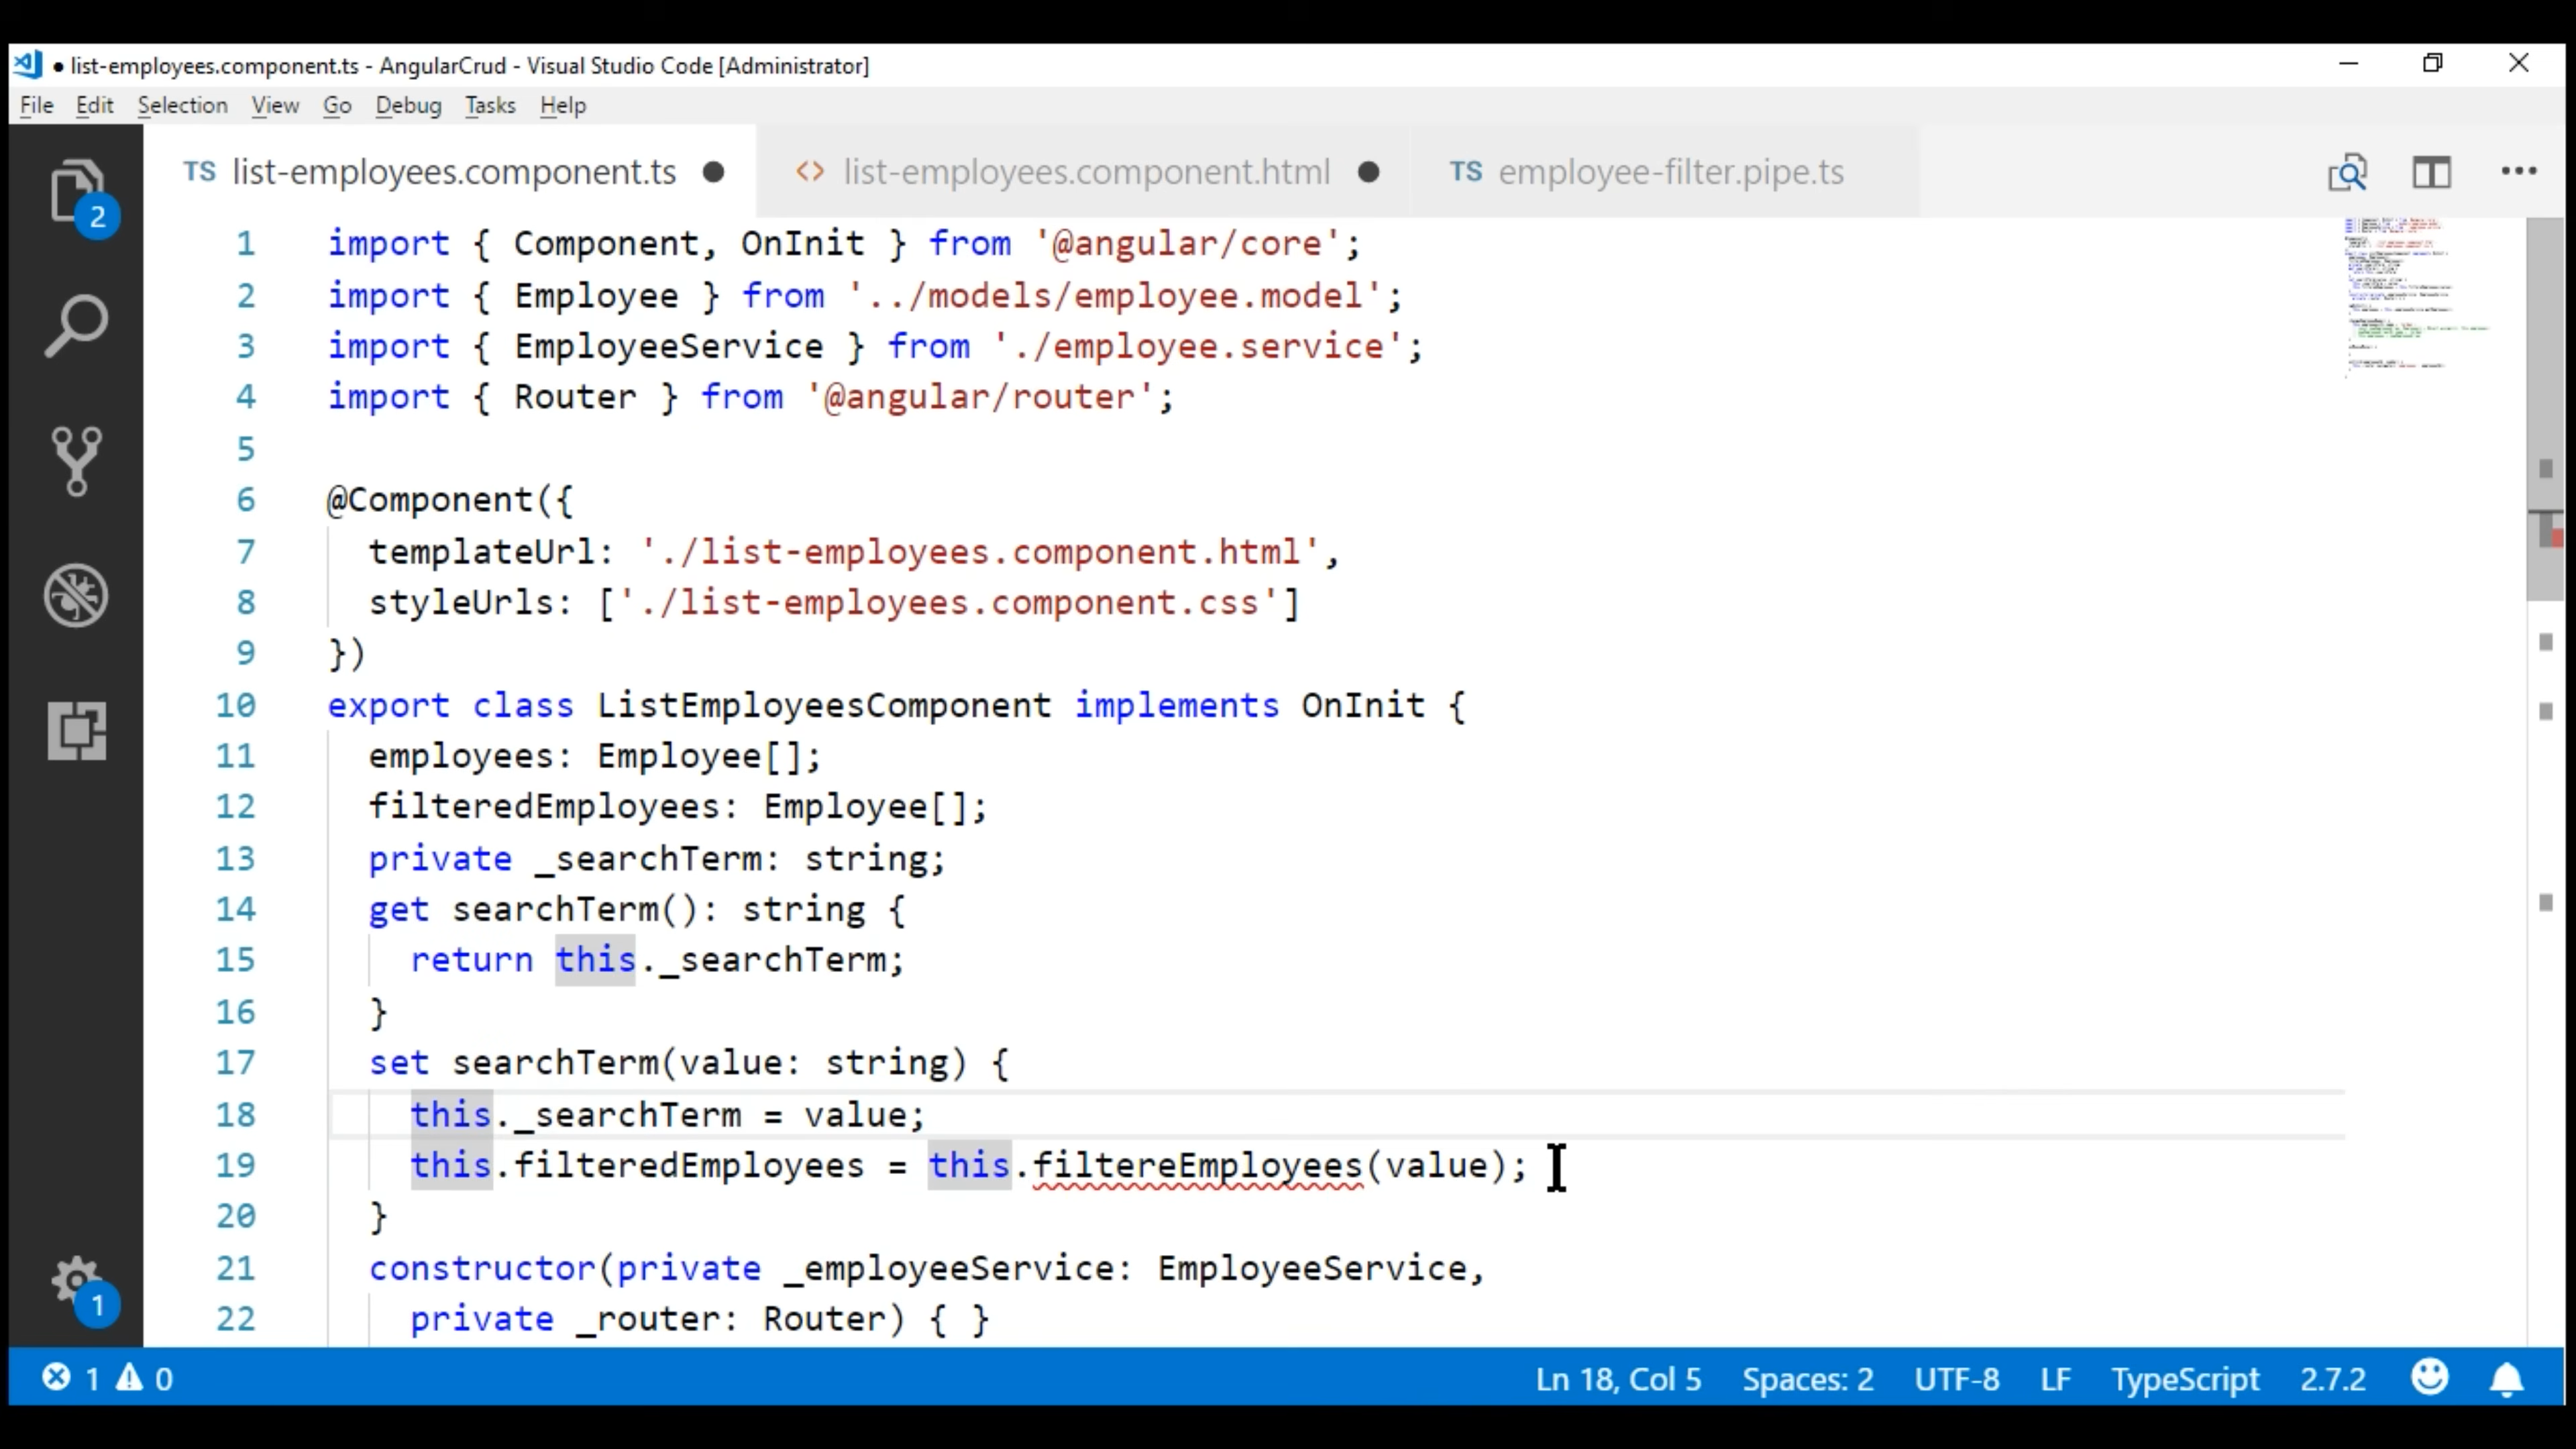 ● list-employees.component.ts - AngularCrud - Visual Studio Code [Administrator]
File Edit Selection View Go Debug Tasks Help
TS list-employees.component.ts ● <> list-employees.component.html ● TS employee-filter.pipe.ts
2
1 import { Component, OnInit } from '@angular/core';
2 import { Employee } from '../models/employee.model';
3 import { EmployeeService } from './employee.service';
4 import { Router } from '@angular/router';
5
6 @Component({
7 templateUrl: './list-employees.component.html',
8 styleUrls: ['./list-employees.component.css']
9 })
10 export class ListEmployeesComponent implements OnInit {
11 employees: Employee[];
12 filteredEmployees: Employee[];
13 private _searchTerm: string;
14 get searchTerm(): string {
15 return this._searchTerm;
16 }
17 set searchTerm(value: string) {
18 this._searchTerm = value;
19 this.filteredEmployees = this.filtereEmployees(value);
20 }
21 constructor(private _employeeService: EmployeeService,
22 private _router: Router) { }
1
1 0 Ln 18, Col 5 Spaces: 2 UTF-8 LF TypeScript 2.7.2